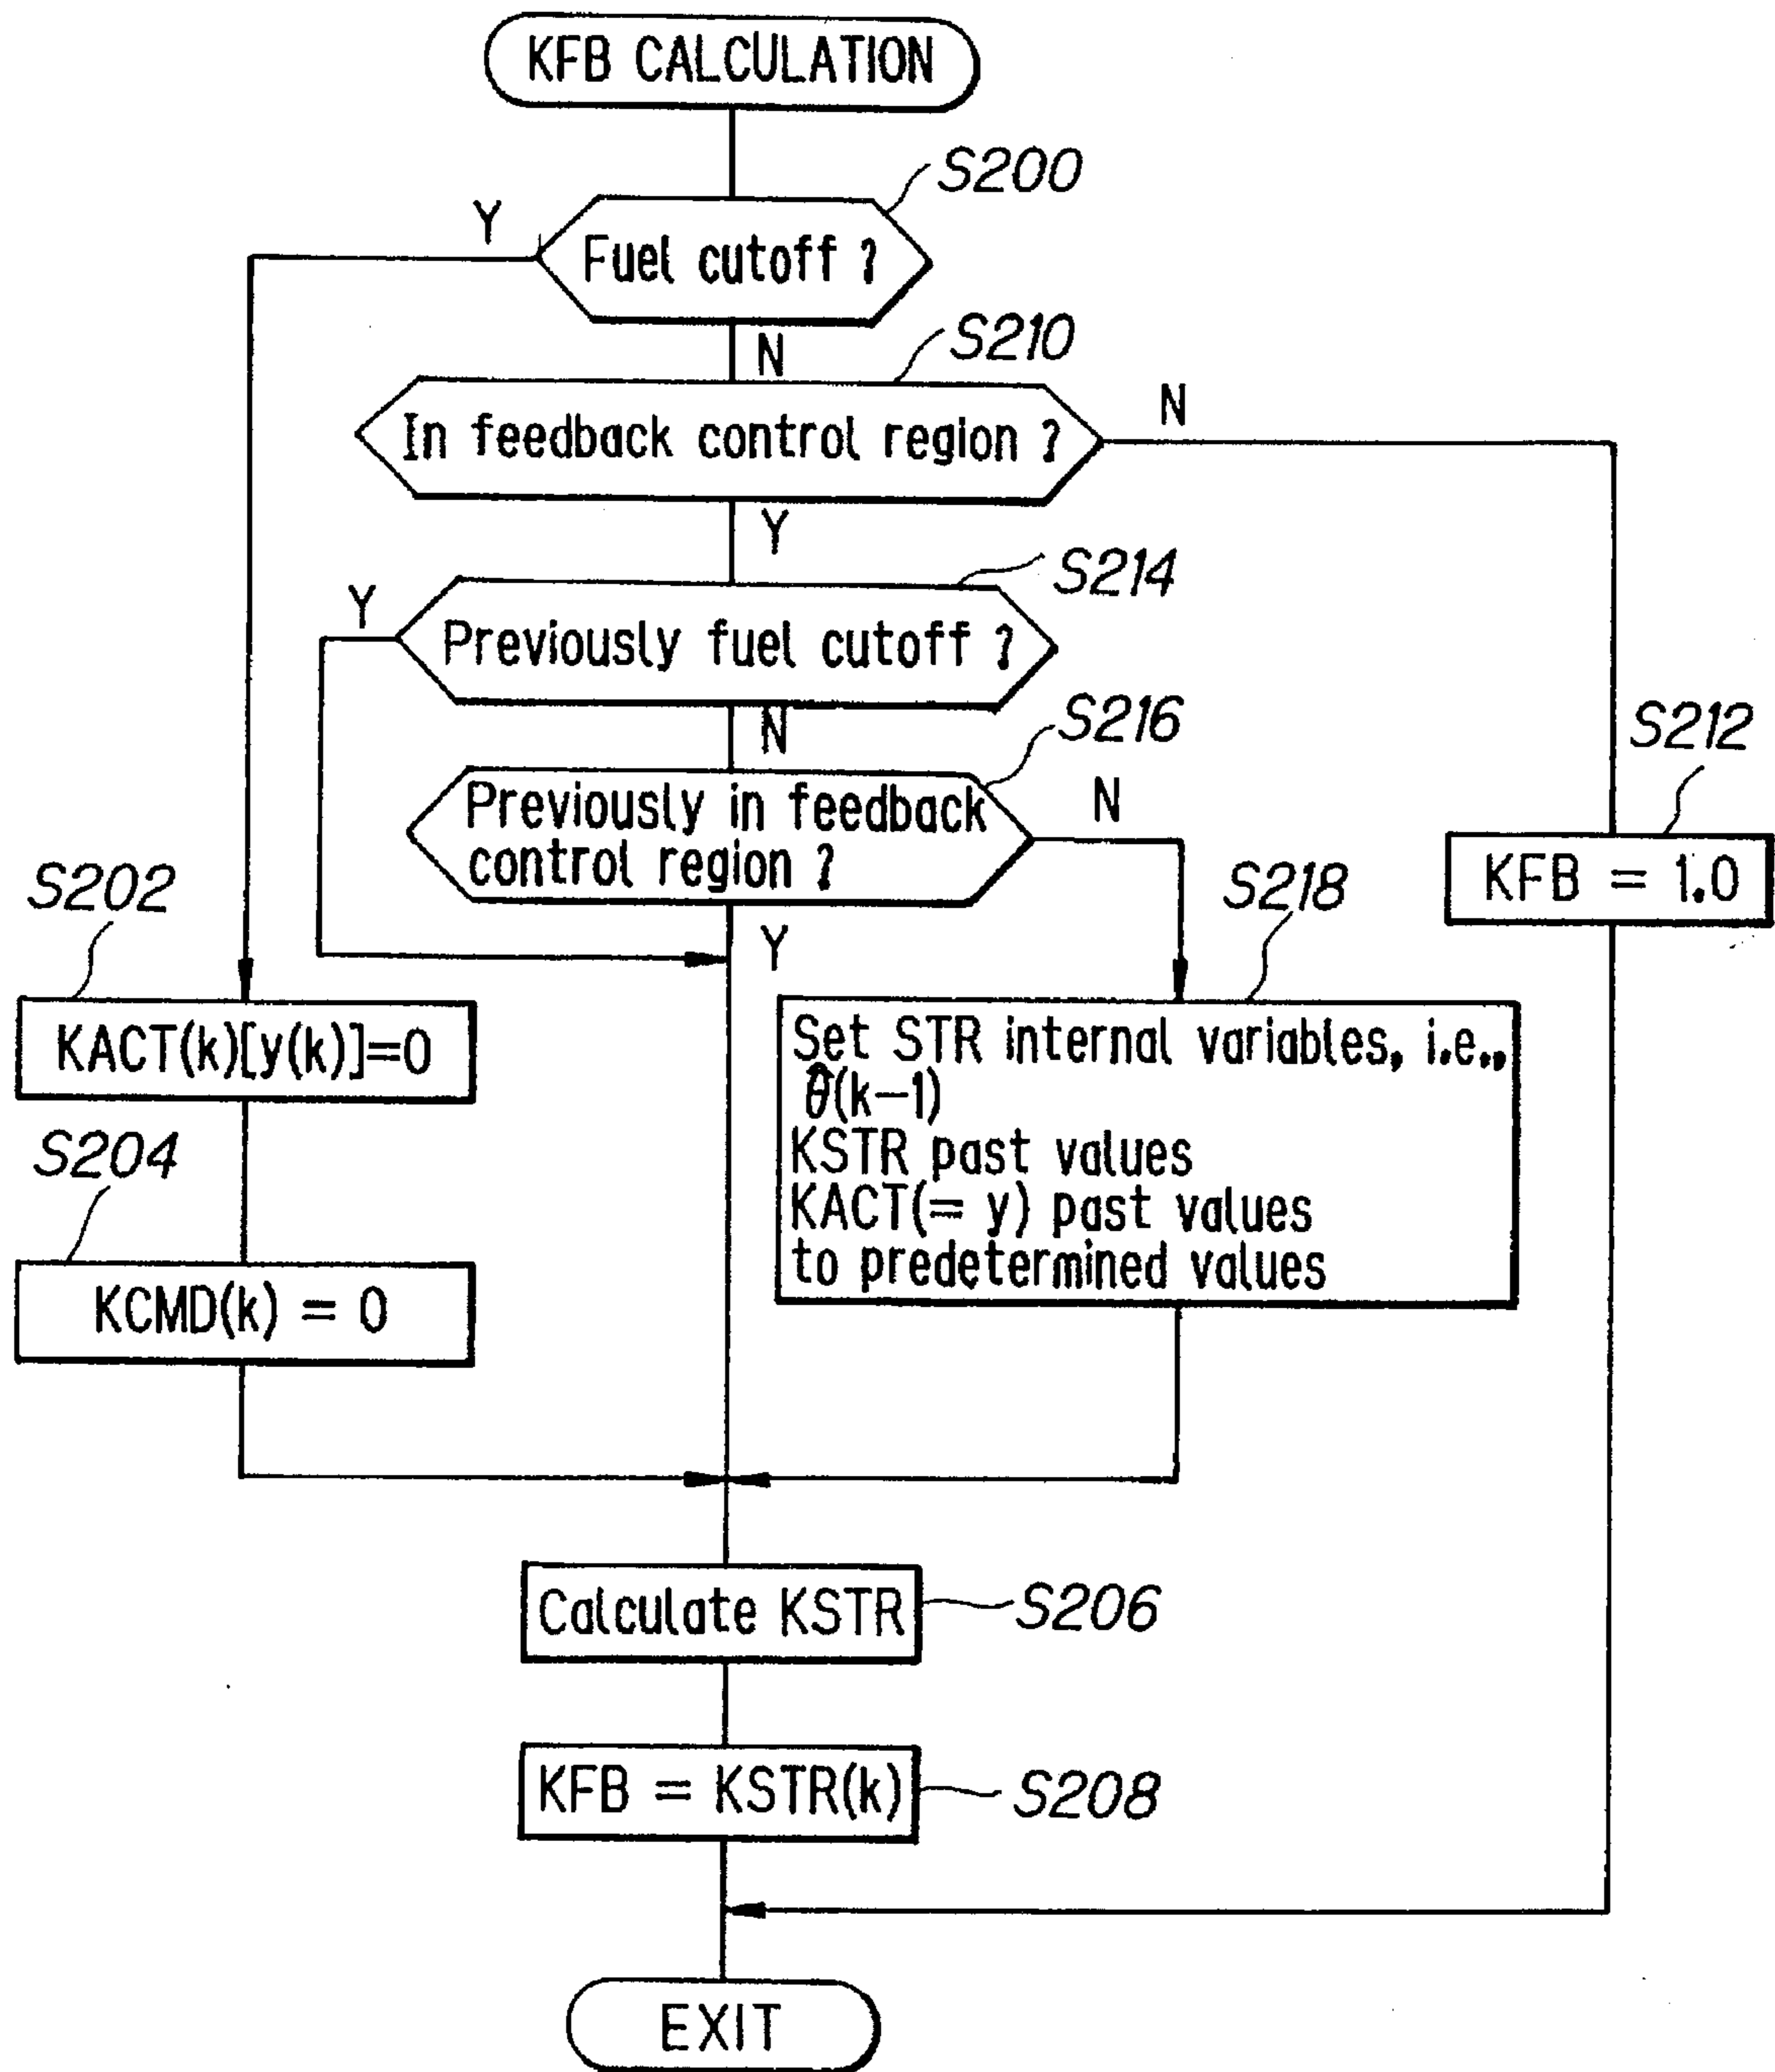 KFB CALCULATION
S200
Y
Fuel cutoff ?
N
S210
In feedback control region ?
N
Y
S214
Y
Previously fuel cutoff ?
N
S216
Previously in feedback
control region ?
N
Y
S212
KFB = 1.0
S202
KACT(k)[y(k)]=0
S204
KCMD(k) = 0
S218
Set STR internal variables, i.e.,
θ̂(k−1)
KSTR past values
KACT(= y) past values
to predetermined values
Calculate KSTR
S206
KFB = KSTR(k)
S208
EXIT